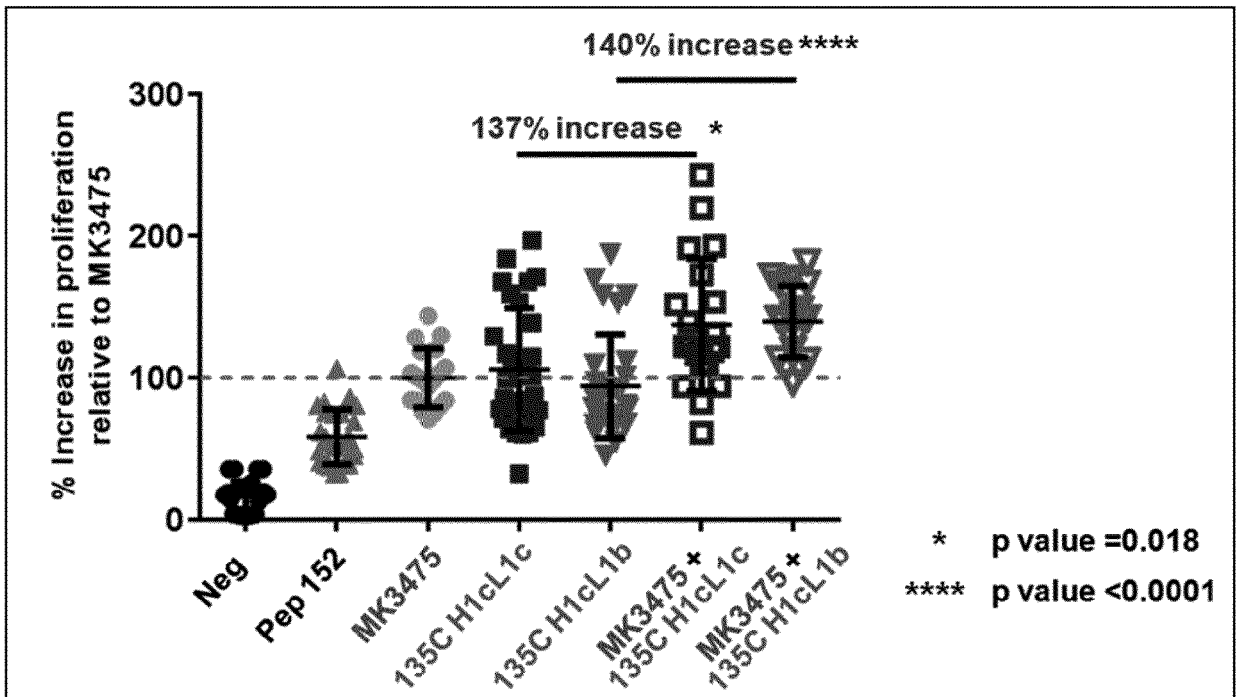 140% increase ****
300
137% increase *
200
100
0
% Increase in proliferation
relative to MK3475
Neg
Pep 152
MK3475
135C H1cL1c
135C H1cL1b
MK3475 +
135C H1cL1c
MK3475 +
135C H1cL1b
* p value =0.018
**** p value <0.0001